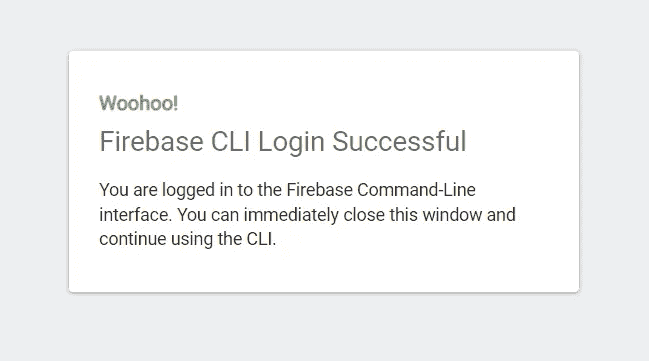 Woohoo!
Firebase CLI Login Successful
You are logged in to the Firebase Command-Line
interface. You can immediately close this window and
continue using the CLI.